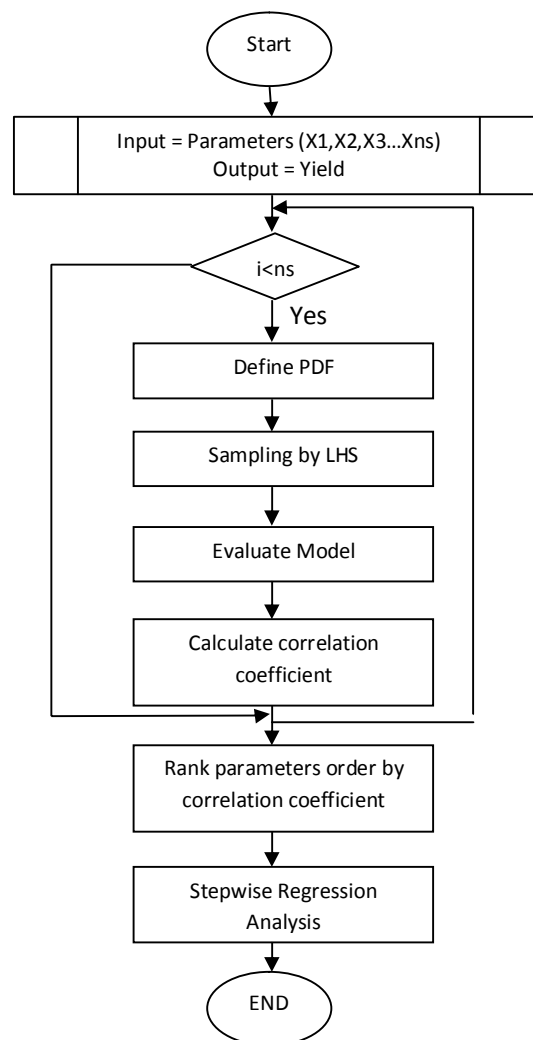 Start
Input = Parameters (X1,X2,X3...Xns)
Output = Yield
i<ns
Yes
Define PDF
Sampling by LHS
Evaluate Model
Calculate correlation
coefficient
Rank parameters order by
correlation coefficient
Stepwise Regression
Analysis
END